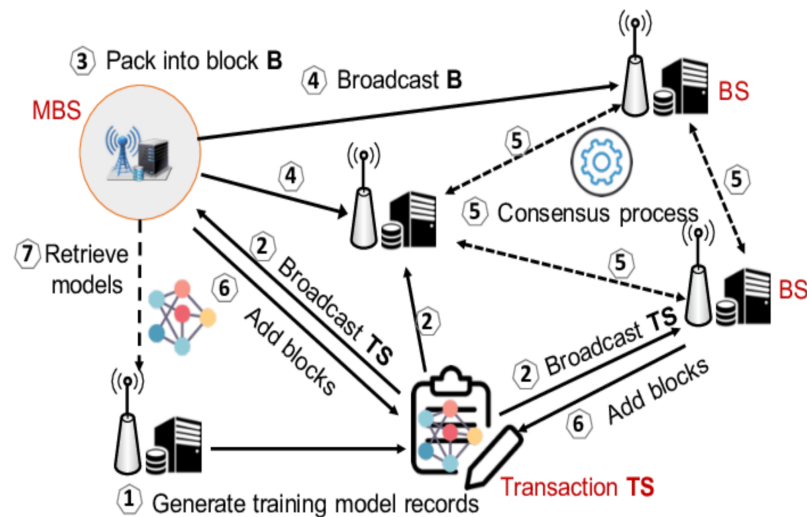 ③ Pack into block B
④ Broadcast B
MBS
BS
⑤
⑤
④
⑤ Consensus process
⑦ Retrieve
models
② Broadcast TS
⑥ Add blocks
⑤
BS
②
② Broadcast TS
⑥ Add blocks
① Generate training model records
Transaction TS